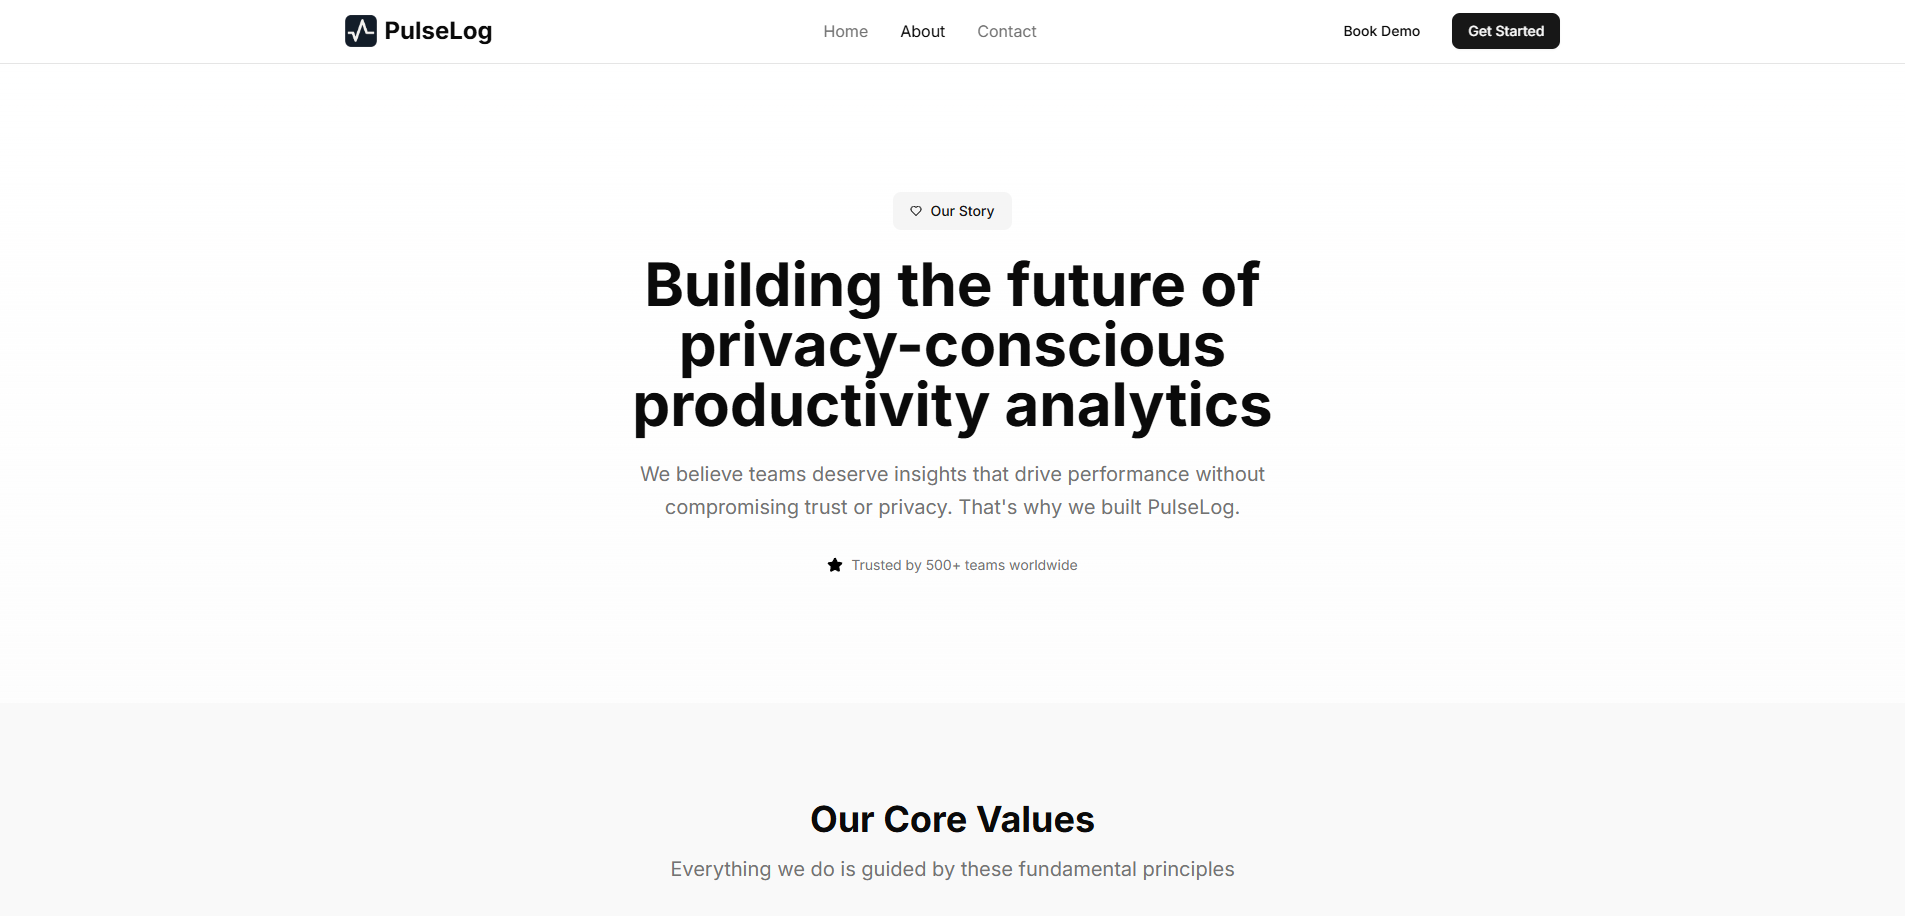 PulseLog
Home
About
Contact
Book Demo
Get Started
Our Story
Building the future of
privacy-conscious
productivity analytics
We believe teams deserve insights that drive performance without
compromising trust or privacy. That's why we built PulseLog.
Trusted by 500+ teams worldwide
Our Core Values
Everything we do is guided by these fundamental principles